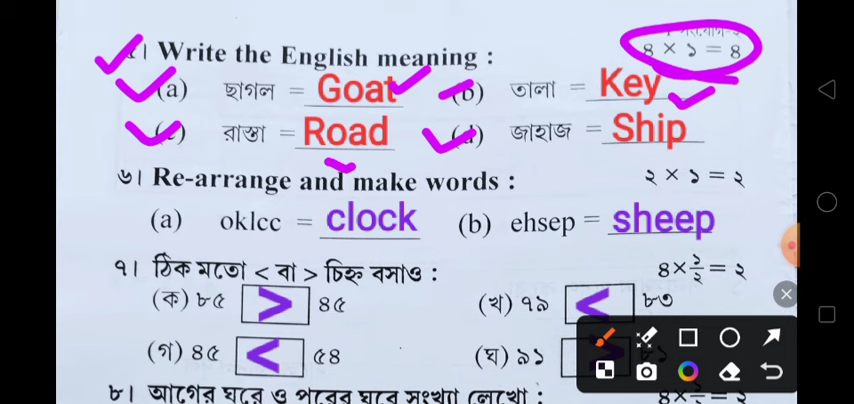 ৫। Write the English meaning : ৪ × ১ = ৪
(a) ছাগল = Goat (b) তালা = Key
(c) রাস্তা = Road (d) জাহাজ = Ship
৬। Re-arrange and make words : ২ × ১ = ২
(a) oklcc = clock (b) ehsep = sheep
৭। ঠিক মতো < বা > চিহ্ন বসাও : ৪ × ১/২ = ২
(ক) ৮৫ > ৪৫ (খ) ৭৯ < ৮৩
(গ) ৪৫ < ৫৪ (ঘ) ৯১ > ৮১
৮। আগের ঘরে ও পরের ঘরে সংখ্যা লেখো :